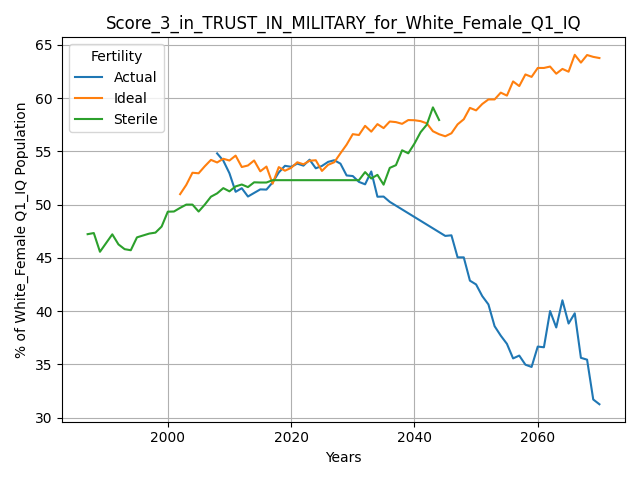 Score_3_in_TRUST_IN_MILITARY_for_White_Female_Q1_IQ
Fertility
Actual
Ideal
Sterile
% of White_Female Q1_IQ Population
65
60
55
50
45
40
35
30
2000
2020
2040
2060
Years